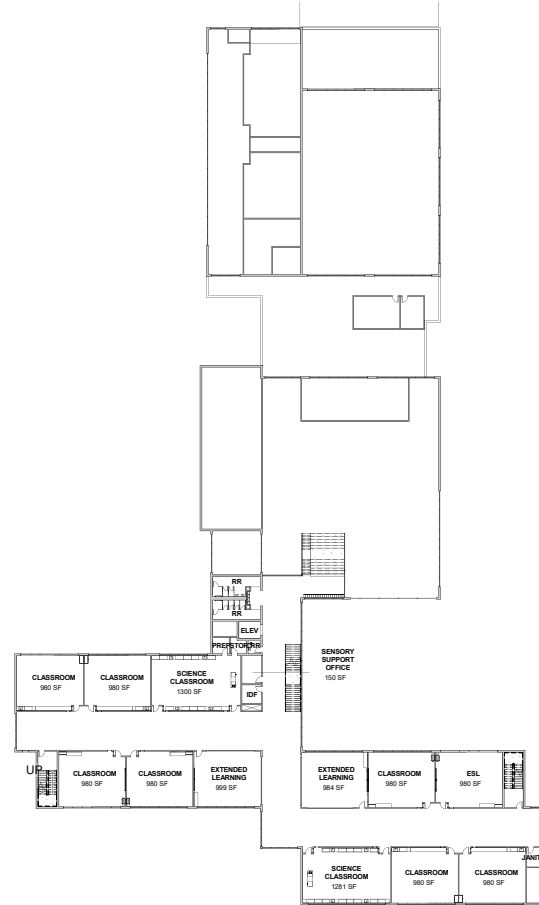 RR
RR
ELEV
PREP
STOR
RR
SENSORY
SUPPORT
OFFICE
150 SF
CLASSROOM
980 SF
CLASSROOM
980 SF
SCIENCE
CLASSROOM
1300 SF
IDF
UP
CLASSROOM
980 SF
CLASSROOM
980 SF
EXTENDED
LEARNING
999 SF
EXTENDED
LEARNING
984 SF
CLASSROOM
980 SF
ESL
980 SF
SCIENCE
CLASSROOM
1281 SF
CLASSROOM
980 SF
CLASSROOM
980 SF
JANIT